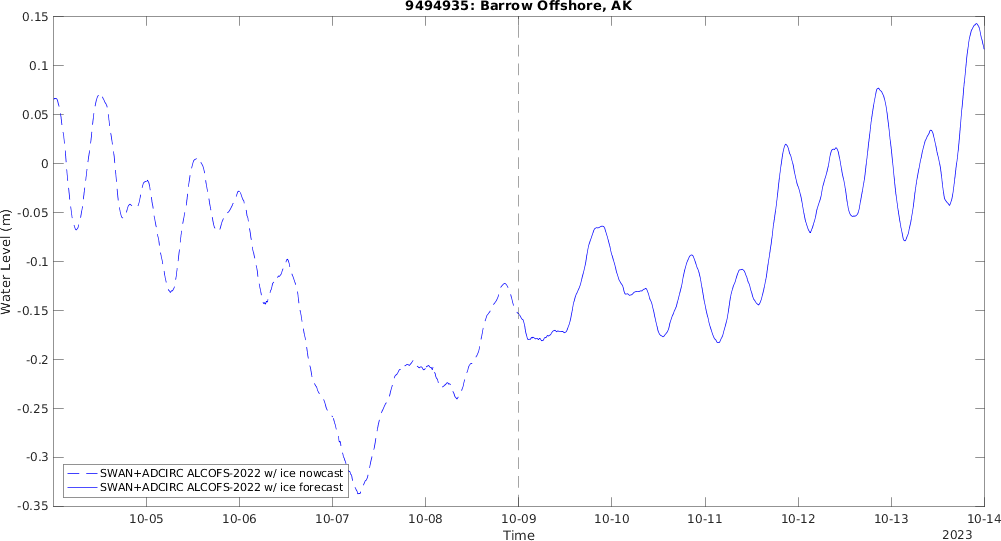 9494935: Barrow Offshore, AK
0.15
0.1
0.05
0
-0.05
-0.1
-0.15
-0.2
-0.25
-0.3
-0.35
Water Level (m)
SWAN+ADCIRC ALCOFS-2022 w/ ice nowcast
SWAN+ADCIRC ALCOFS-2022 w/ ice forecast
10-05 10-06 10-07 10-08 10-09 10-10 10-11 10-12 10-13 10-14
Time
2023